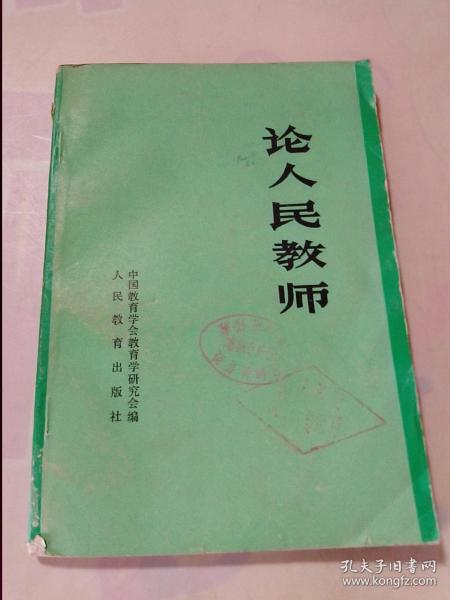 论人民教师
中国教育学会教育学研究会编
人民教育出版社
孔夫子旧书网
www.kongfz.com